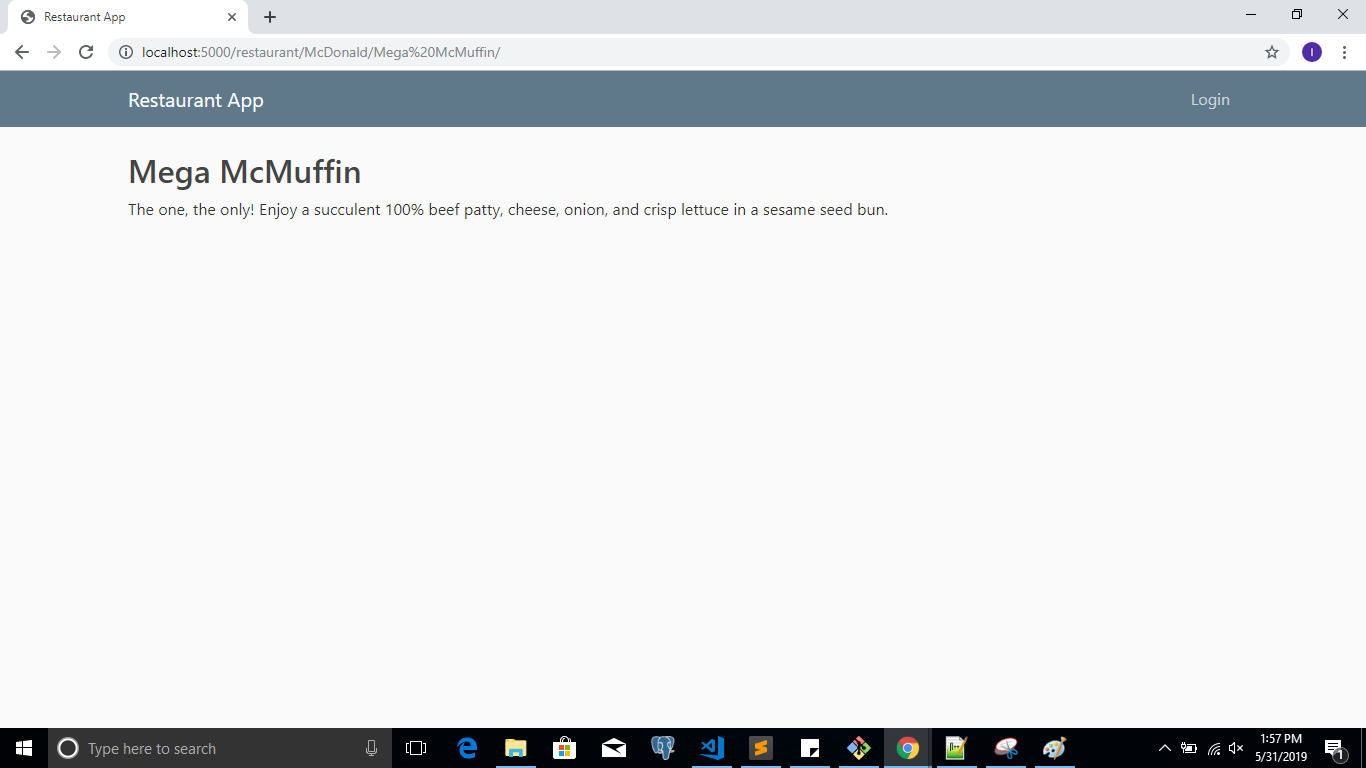 Restaurant App
localhost:5000/restaurant/McDonald/Mega%20McMuffin/
I
Restaurant App
Login
Mega McMuffin
The one, the only! Enjoy a succulent 100% beef patty, cheese, onion, and crisp lettuce in a sesame seed bun.
Type here to search
1:57 PM
5/31/2019
1